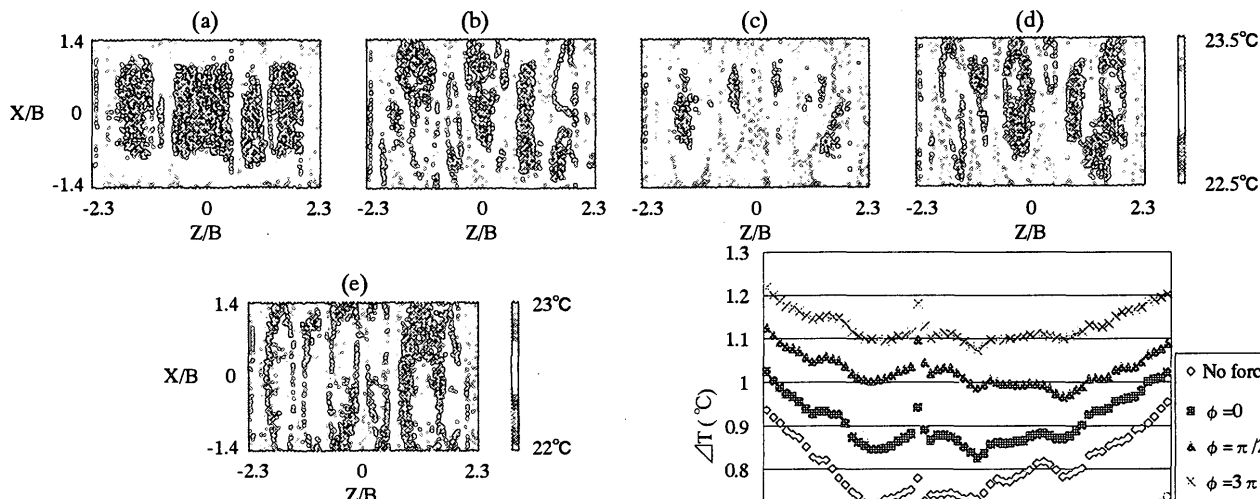 (a) (b) (c) (d)
1.4
X/B 0
-1.4
23.5°C
22.5°C
-2.3 0 2.3 -2.3 0 2.3 -2.3 0 2.3 -2.3 0 2.3
Z/B Z/B Z/B Z/B
(e)
1.4
X/B 0
-1.4
23°C
22°C
-2.3 0 2.3
Z/B
1.3
1.2
1.1
1
0.9
0.8
⊿T (°C)
No forc
ϕ=0
ϕ=π/
ϕ=3π